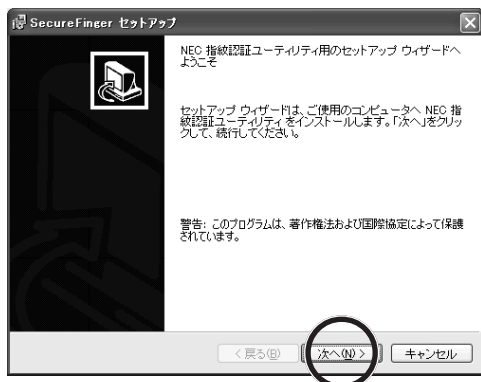 SecureFinger セットアップ
NEC 指紋認証ユーティリティ用のセットアップ ウィザードへ
ようこそ
セットアップ ウィザードは、ご使用のコンピュータへ NEC 指
紋認証ユーティリティ をインストールします。「次へ」をクリッ
クして、続行してください。
警告: このプログラムは、著作権法および国際協定によって保護
されています。
< 戻る(B)
次へ(N) >
キャンセル